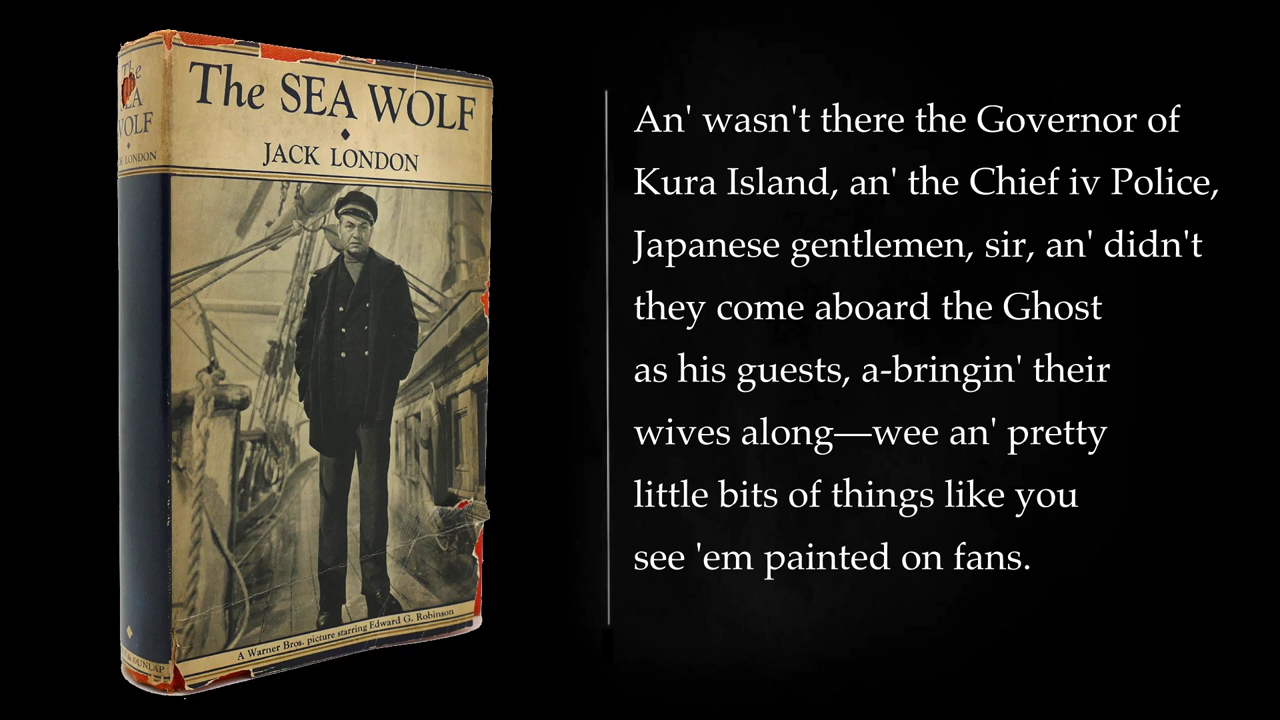 The
SEA
WOLF
LONDON
DUNLAP
The SEA WOLF
JACK LONDON
A Warner Bros. picture starring Edward G. Robinson
An' wasn't there the Governor of
Kura Island, an' the Chief iv Police,
Japanese gentlemen, sir, an' didn't
they come aboard the Ghost
as his guests, a-bringin' their
wives along—wee an' pretty
little bits of things like you
see 'em painted on fans.